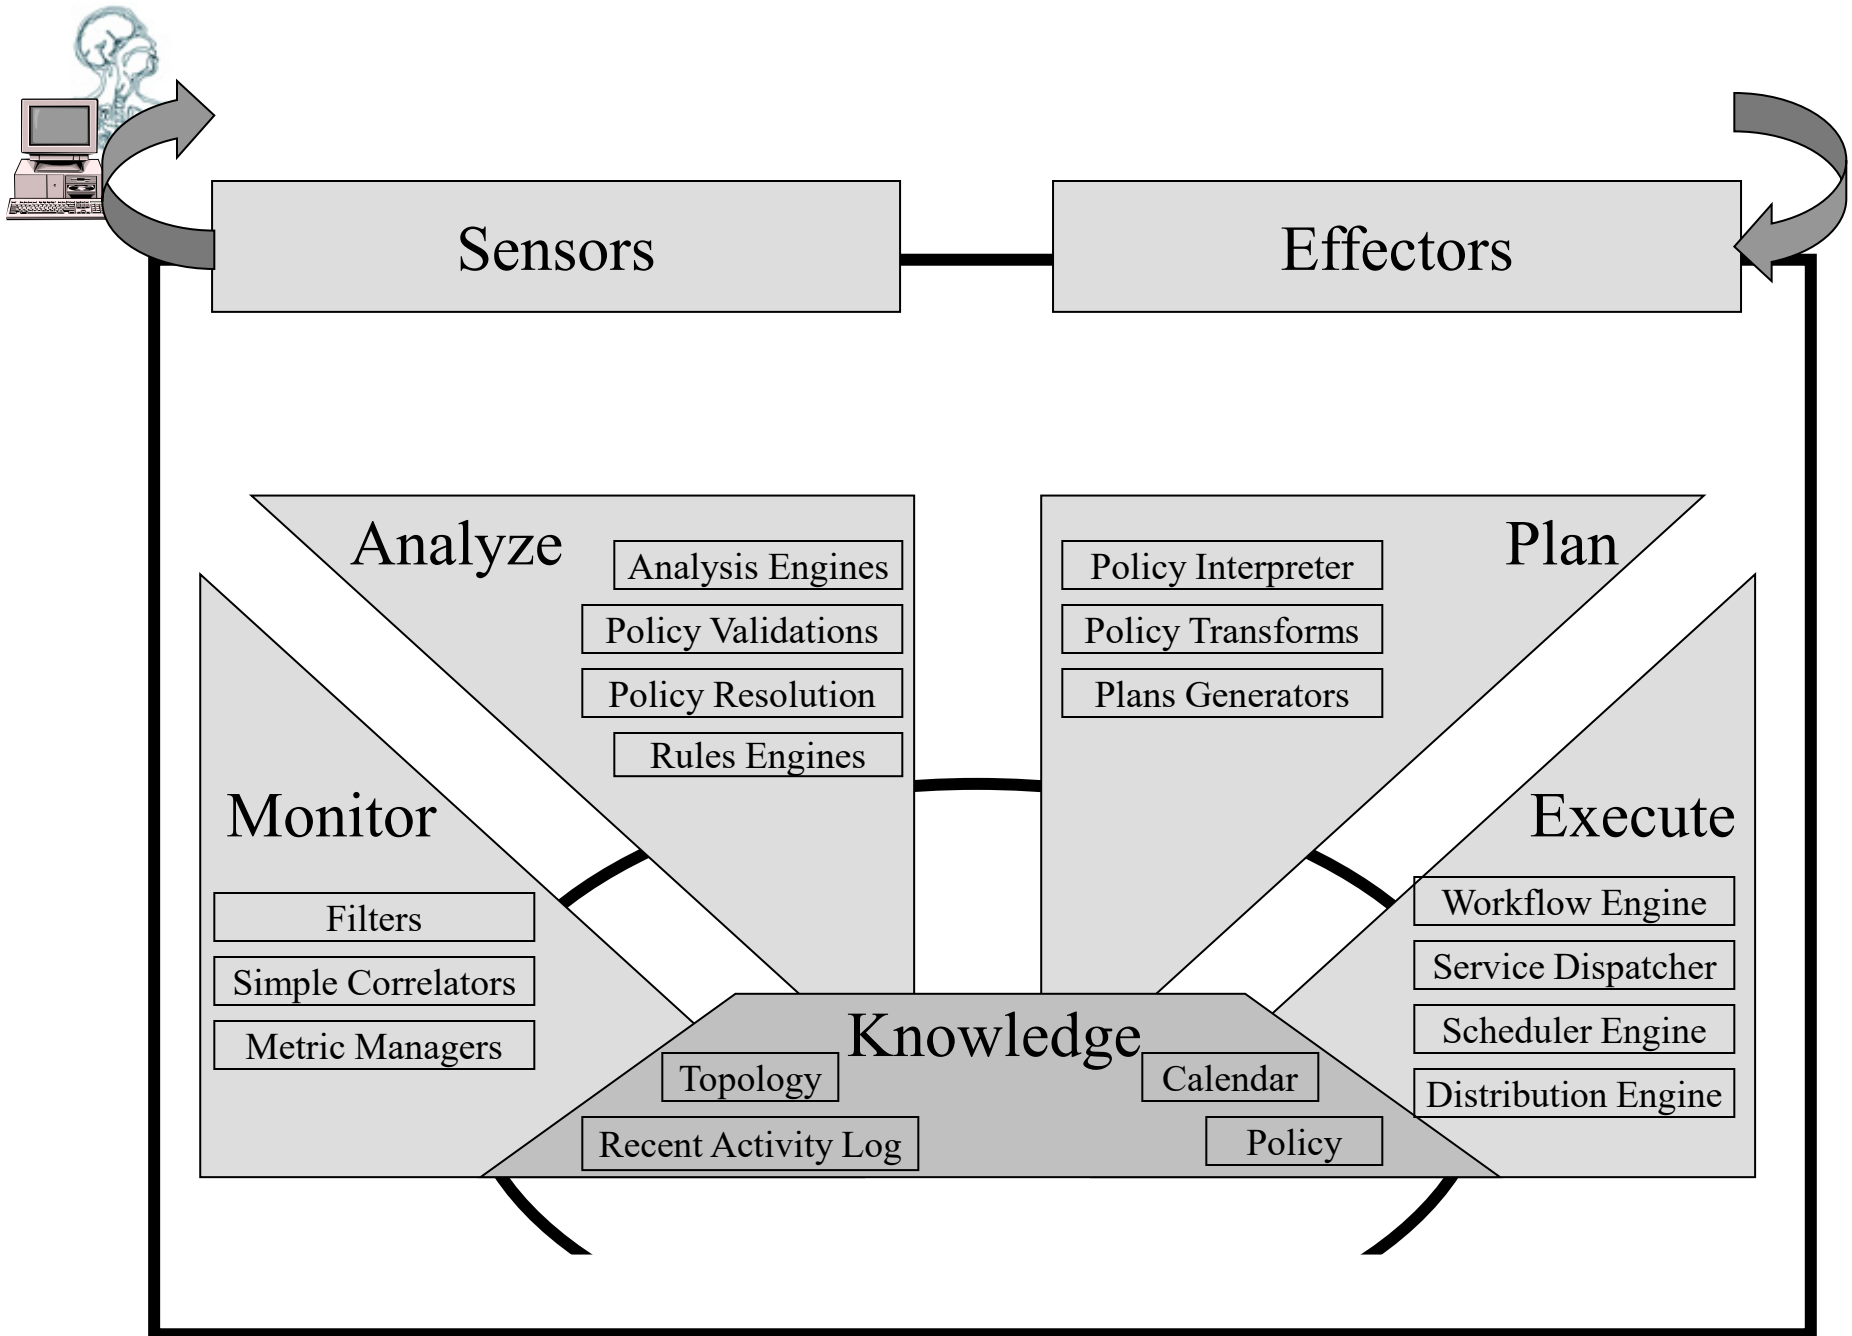 Sensors
Effectors
Analyze
Analysis Engines
Policy Validations
Policy Resolution
Rules Engines
Plan
Policy Interpreter
Policy Transforms
Plans Generators
Monitor
Filters
Simple Correlators
Metric Managers
Execute
Workflow Engine
Service Dispatcher
Scheduler Engine
Distribution Engine
Knowledge
Topology
Calendar
Recent Activity Log
Policy